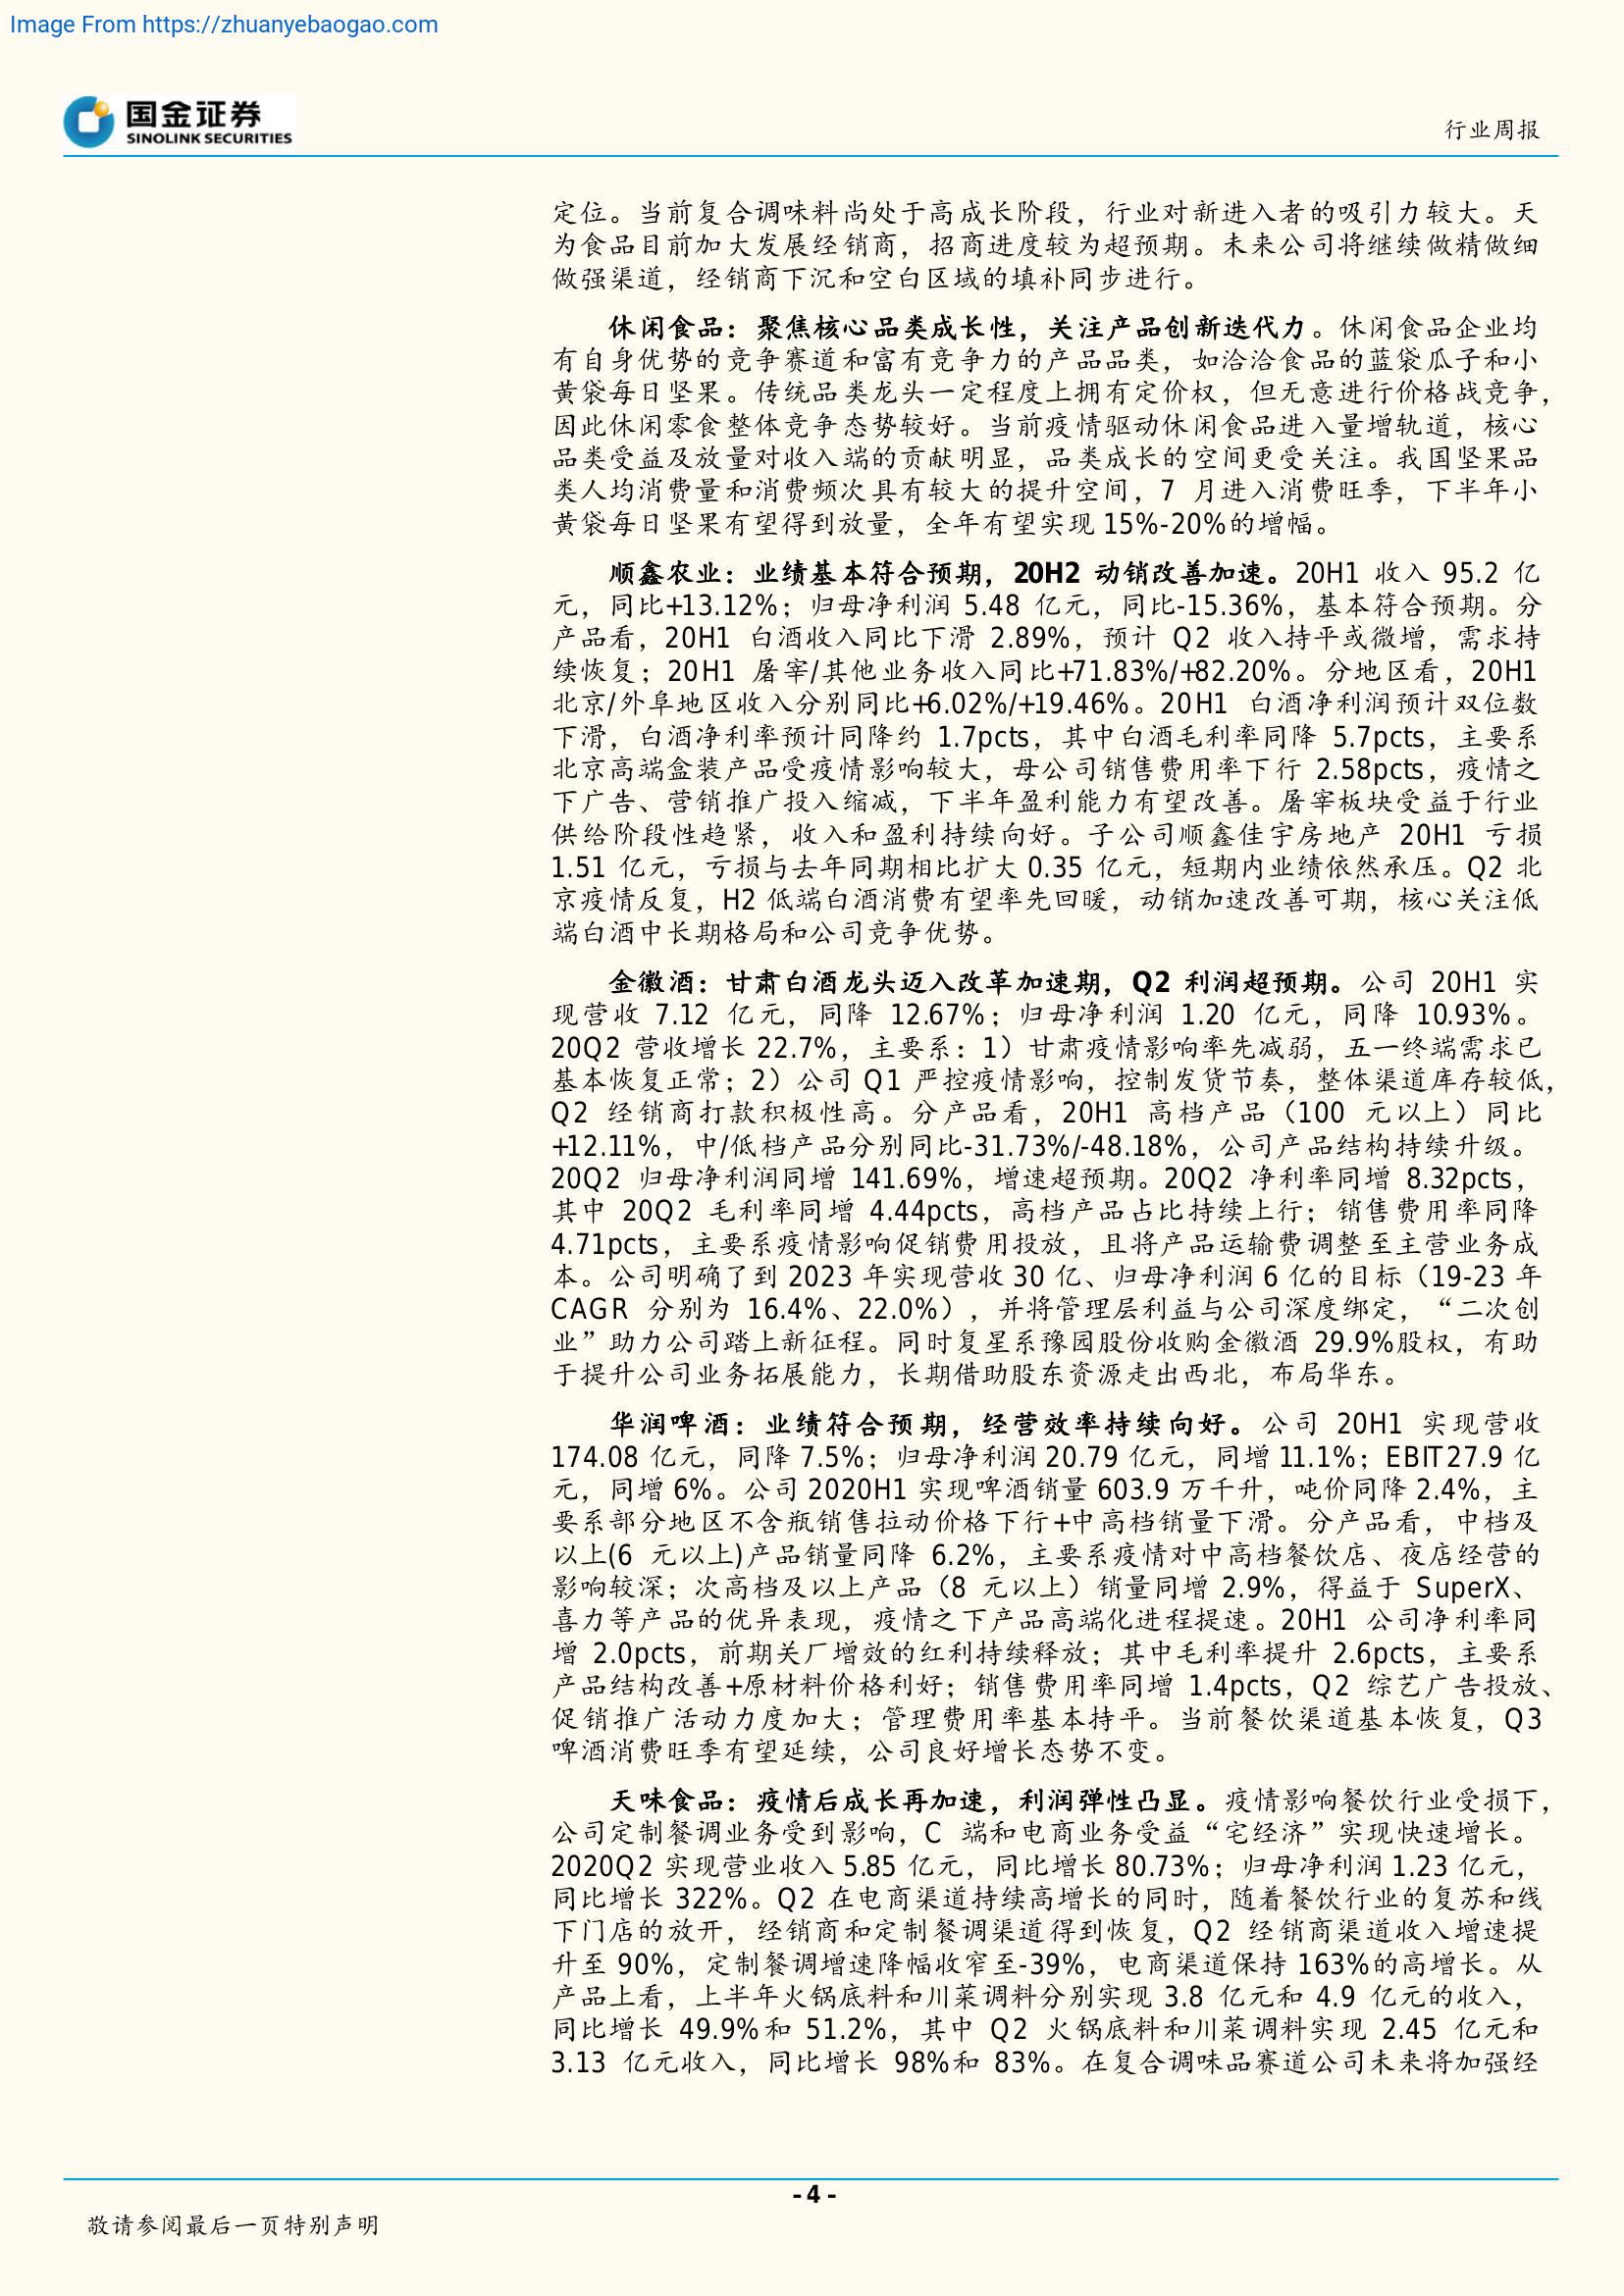 Image From https://zhuanyebaogao.com
国金证券
SINOLINK SECURITIES
行业周报
定位。当前复合调味料尚处于高成长阶段，行业对新进入者的吸引力较大。天
为食品目前加大发展经销商，招商进度较为超预期。未来公司将继续做精做细
做强渠道，经销商下沉和空白区域的填补同步进行。
休闲食品：聚焦核心品类成长性，关注产品创新迭代力。休闲食品企业均
有自身优势的竞争赛道和富有竞争力的产品品类，如洽洽食品的蓝袋瓜子和小
黄袋每日坚果。传统品类龙头一定程度上拥有定价权，但无意进行价格战竞争，
因此休闲零食整体竞争态势较好。当前疫情驱动休闲食品进入量增轨道，核心
品类受益及放量对收入端的贡献明显，品类成长的空间更受关注。我国坚果品
类人均消费量和消费频次具有较大的提升空间，7 月进入消费旺季，下半年小
黄袋每日坚果有望得到放量，全年有望实现 15%-20%的增幅。
顺鑫农业：业绩基本符合预期，20H2 动销改善加速。20H1 收入 95.2 亿
元，同比+13.12%；归母净利润 5.48 亿元，同比-15.36%，基本符合预期。分
产品看，20H1 白酒收入同比下滑 2.89%，预计 Q2 收入持平或微增，需求持
续恢复；20H1 屠宰/其他业务收入同比+71.83%/+82.20%。分地区看，20H1
北京/外阜地区收入分别同比+6.02%/+19.46%。20H1 白酒净利润预计双位数
下滑，白酒净利率预计同降约 1.7pcts，其中白酒毛利率同降 5.7pcts，主要系
北京高端盒装产品受疫情影响较大，母公司销售费用率下行 2.58pcts，疫情之
下广告、营销推广投入缩减，下半年盈利能力有望改善。屠宰板块受益于行业
供给阶段性趋紧，收入和盈利持续向好。子公司顺鑫佳宇房地产 20H1 亏损
1.51 亿元，亏损与去年同期相比扩大 0.35 亿元，短期内业绩依然承压。Q2 北
京疫情反复，H2 低端白酒消费有望率先回暖，动销加速改善可期，核心关注低
端白酒中长期格局和公司竞争优势。
金徽酒：甘肃白酒龙头迈入改革加速期，Q2 利润超预期。公司 20H1 实
现营收 7.12 亿元，同降 12.67%；归母净利润 1.20 亿元，同降 10.93%。
20Q2 营收增长 22.7%，主要系：1）甘肃疫情影响率先减弱，五一终端需求已
基本恢复正常；2）公司 Q1 严控疫情影响，控制发货节奏，整体渠道库存较低，
Q2 经销商打款积极性高。分产品看，20H1 高档产品（100 元以上）同比
+12.11%，中/低档产品分别同比-31.73%/-48.18%，公司产品结构持续升级。
20Q2 归母净利润同增 141.69%，增速超预期。20Q2 净利率同增 8.32pcts，
其中 20Q2 毛利率同增 4.44pcts，高档产品占比持续上行；销售费用率同降
4.71pcts，主要系疫情影响促销费用投放，且将产品运输费调整至主营业务成
本。公司明确了到 2023 年实现营收 30 亿、归母净利润 6 亿的目标（19-23 年
CAGR 分别为 16.4%、22.0%），并将管理层利益与公司深度绑定，“二次创
业”助力公司踏上新征程。同时复星系豫园股份收购金徽酒 29.9%股权，有助
于提升公司业务拓展能力，长期借助股东资源走出西北，布局华东。
华润啤酒：业绩符合预期，经营效率持续向好。公司 20H1 实现营收
174.08 亿元，同降 7.5%；归母净利润 20.79 亿元，同增 11.1%；EBIT27.9 亿
元，同增 6%。公司 2020H1 实现啤酒销量 603.9 万千升，吨价同降 2.4%，主
要系部分地区不含瓶销售拉动价格下行+中高档销量下滑。分产品看，中档及
以上(6 元以上)产品销量同降 6.2%，主要系疫情对中高档餐饮店、夜店经营的
影响较深；次高档及以上产品（8 元以上）销量同增 2.9%，得益于 SuperX、
喜力等产品的优异表现，疫情之下产品高端化进程提速。20H1 公司净利率同
增 2.0pcts，前期关厂增效的红利持续释放；其中毛利率提升 2.6pcts，主要系
产品结构改善+原材料价格利好；销售费用率同增 1.4pcts，Q2 综艺广告投放、
促销推广活动力度加大；管理费用率基本持平。当前餐饮渠道基本恢复，Q3
啤酒消费旺季有望延续，公司良好增长态势不变。
天味食品：疫情后成长再加速，利润弹性凸显。疫情影响餐饮行业受损下，
公司定制餐调业务受到影响，C 端和电商业务受益“宅经济”实现快速增长。
2020Q2 实现营业收入 5.85 亿元，同比增长 80.73%；归母净利润 1.23 亿元，
同比增长 322%。Q2 在电商渠道持续高增长的同时，随着餐饮行业的复苏和线
下门店的放开，经销商和定制餐调渠道得到恢复，Q2 经销商渠道收入增速提
升至 90%，定制餐调增速降幅收窄至-39%，电商渠道保持 163%的高增长。从
产品上看，上半年火锅底料和川菜调料分别实现 3.8 亿元和 4.9 亿元的收入，
同比增长 49.9%和 51.2%，其中 Q2 火锅底料和川菜调料实现 2.45 亿元和
3.13 亿元收入，同比增长 98%和 83%。在复合调味品赛道公司未来将加强经
- 4 -
敬请参阅最后一页特别声明